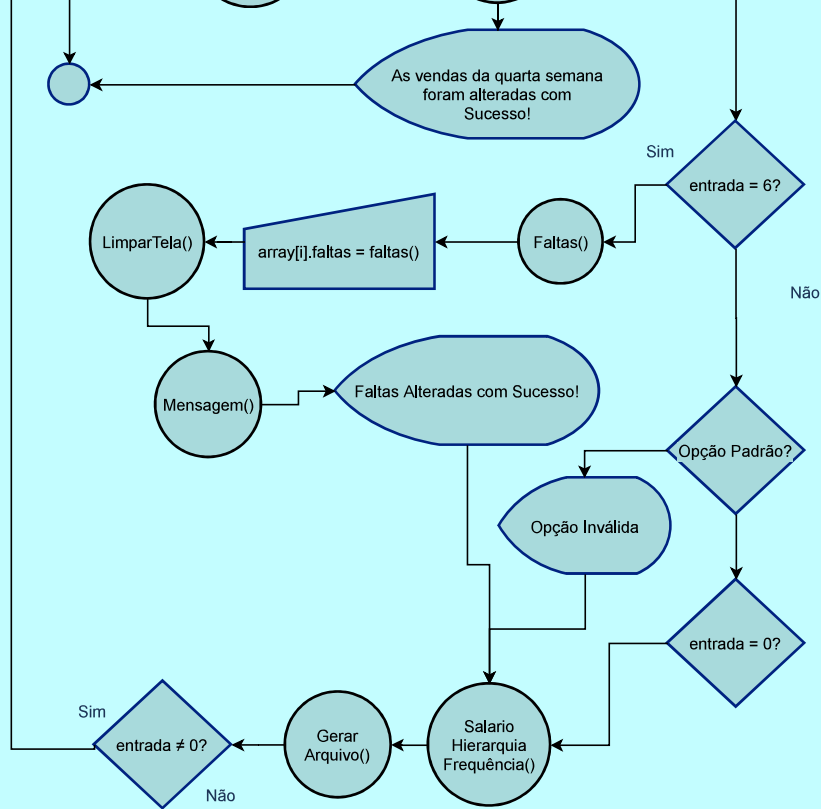 As vendas da quarta semana
foram alteradas com
Sucesso!
Sim
entrada = 6?
LimparTela()
array[i].faltas = faltas()
Faltas()
Não
Mensagem()
Faltas Alteradas com Sucesso!
Opção Padrão?
Opção Inválida
entrada = 0?
Sim
entrada ≠ 0?
Não
Gerar
Arquivo()
Salario
Hierarquia
Frequência()